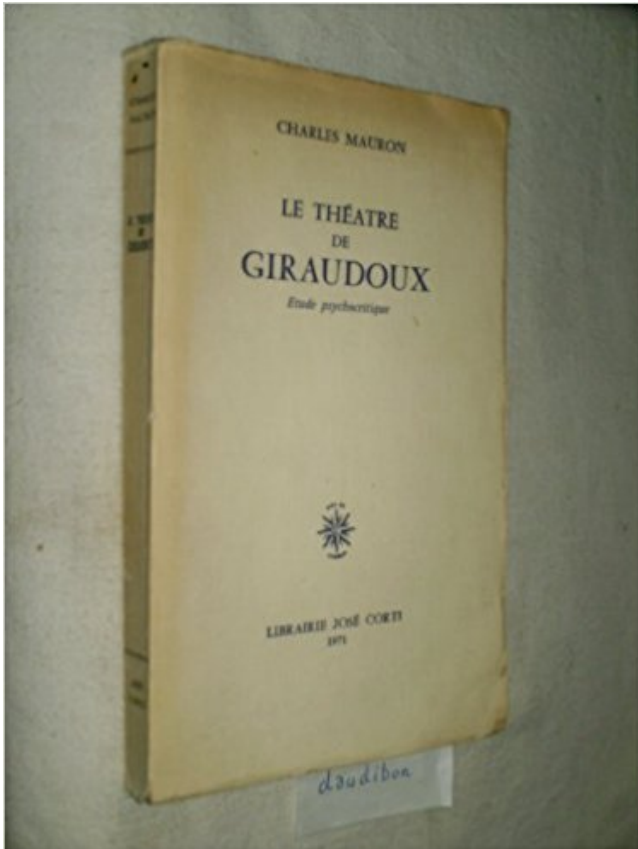 CHARLES MAURON
LE THÉATRE
DE
GIRAUDOUX
Etude psychocritique
LIBRAIRIE JOSÉ CORTI
1971
daudibon